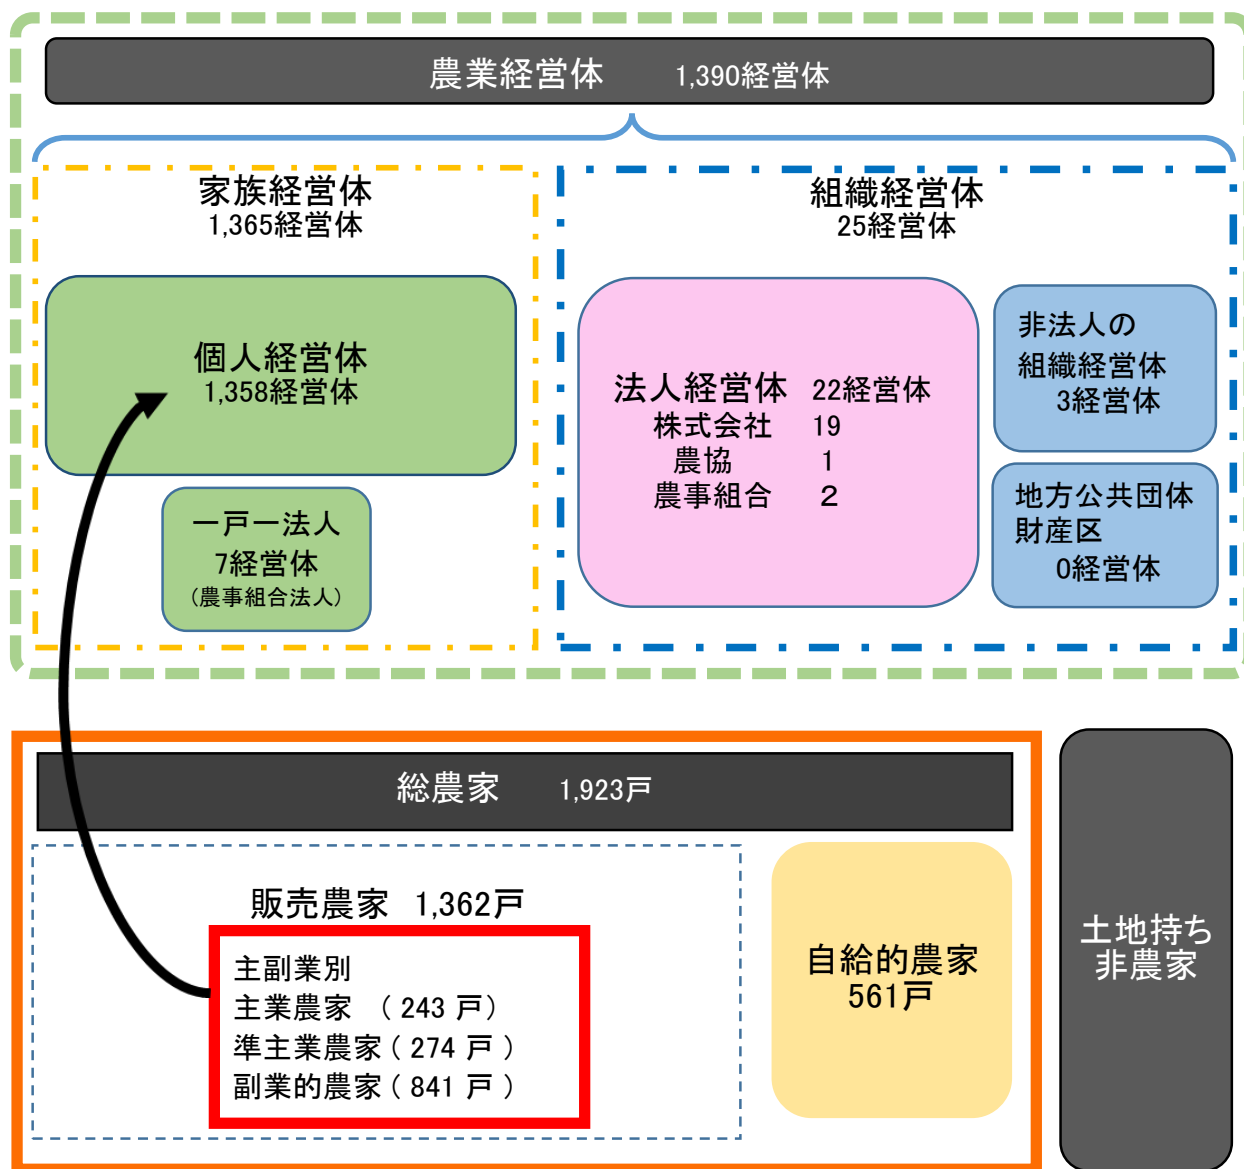 農業経営体 1,390経営体
家族経営体
1,365経営体
個人経営体
1,358経営体
一戸一法人
7経営体
(農事組合法人)
組織経営体
25経営体
法人経営体 22経営体
株式会社 19
農協 1
農事組合 2
非法人の
組織経営体
3経営体
地方公共団体
財産区
0経営体
総農家 1,923戸
販売農家 1,362戸
主副業別
主業農家 ( 243 戸)
準主業農家 ( 274 戸 )
副業的農家 ( 841 戸 )
自給的農家
561戸
土地持ち
非農家